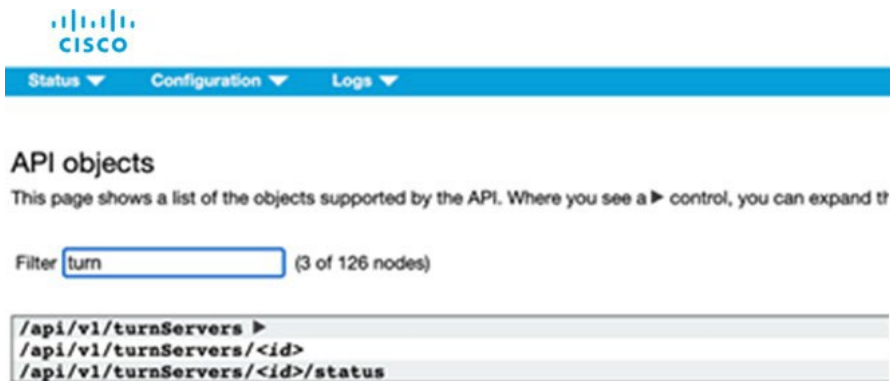 CISCO
Status Configuration Logs
API objects
This page shows a list of the objects supported by the API. Where you see a ▶ control, you can expand th
Filter turn (3 of 126 nodes)
/api/v1/turnServers ▶
/api/v1/turnServers/<id>
/api/v1/turnServers/<id>/status